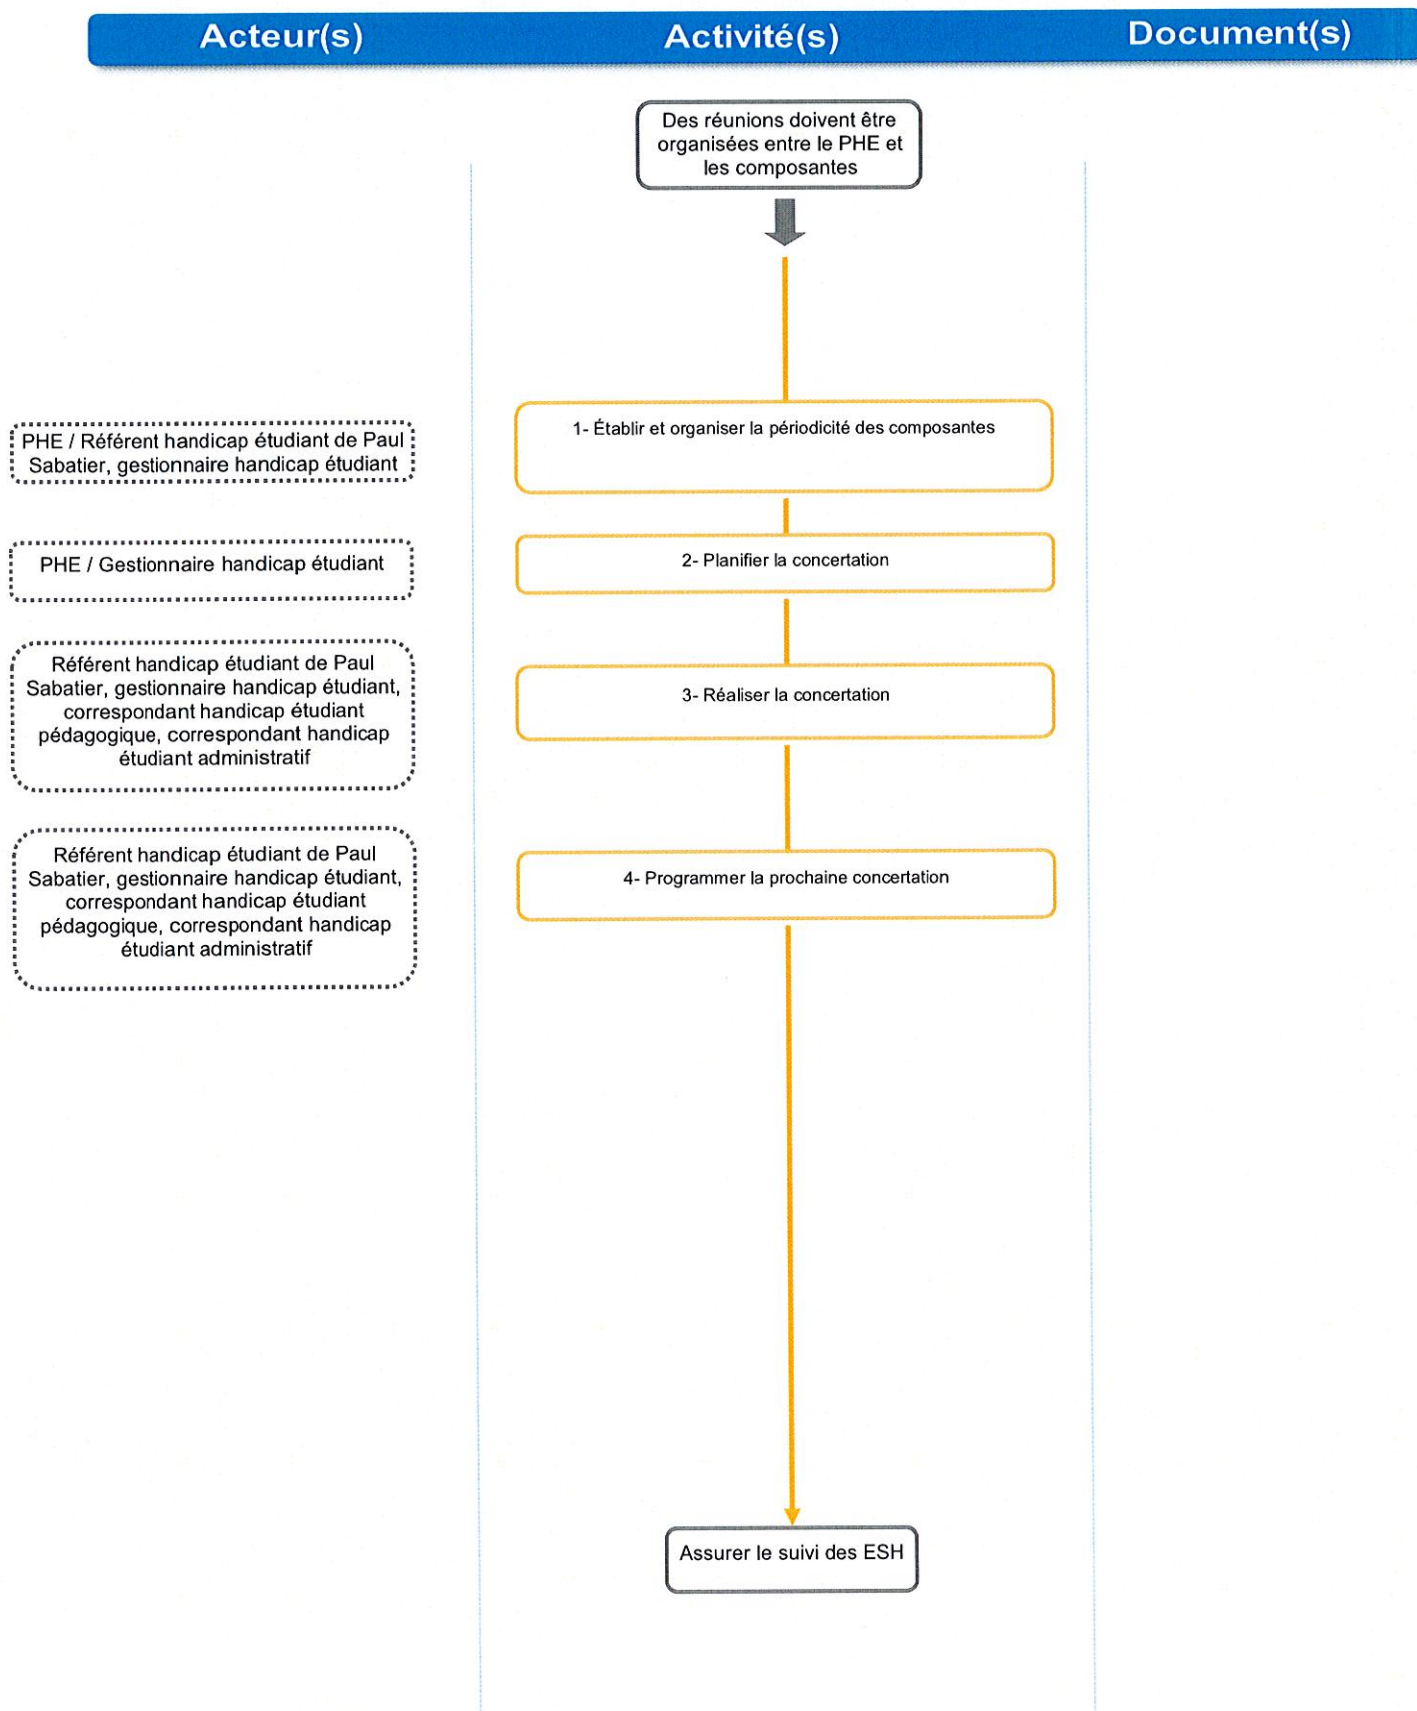 Acteur(s)
Activité(s)
Document(s)
Des réunions doivent être
organisées entre le PHE et
les composantes
PHE / Référent handicap étudiant de Paul
Sabatier, gestionnaire handicap étudiant
1- Établir et organiser la périodicité des composantes
PHE / Gestionnaire handicap étudiant
2- Planifier la concertation
Référent handicap étudiant de Paul
Sabatier, gestionnaire handicap étudiant,
correspondant handicap étudiant
pédagogique, correspondant handicap
étudiant administratif
3- Réaliser la concertation
Référent handicap étudiant de Paul
Sabatier, gestionnaire handicap étudiant,
correspondant handicap étudiant
pédagogique, correspondant handicap
étudiant administratif
4- Programmer la prochaine concertation
Assurer le suivi des ESH